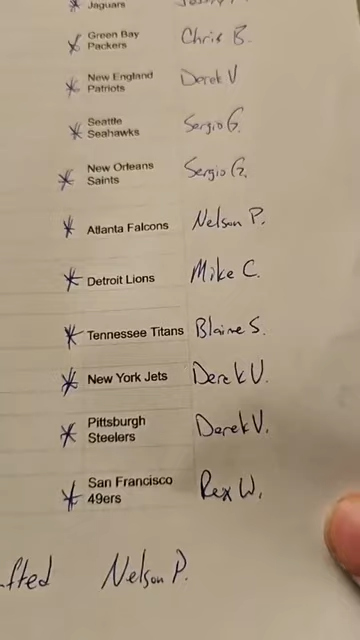 Jaguars
Green Bay
Packers
Chris B.
New England
Patriots
Derek V
Seattle
Seahawks
Sergio G.
New Orleans
Saints
Sergio G.
Atlanta Falcons
Nelson P.
Detroit Lions
Mike C.
Tennessee Titans
Blaine S.
New York Jets
Derek V.
Pittsburgh
Steelers
Derek V.
San Francisco
49ers
Rex W.
Nelson P.